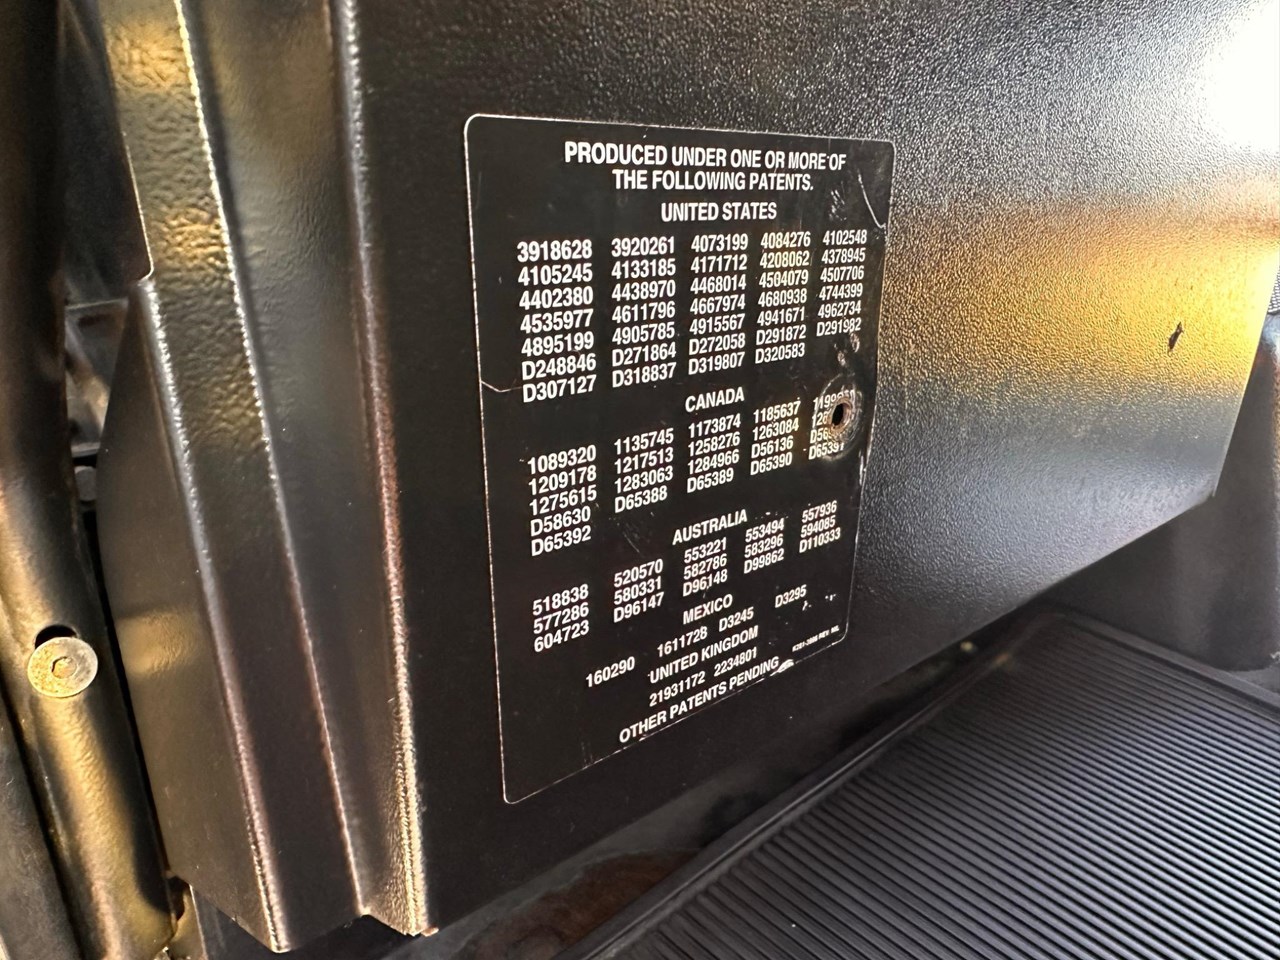 PRODUCED UNDER ONE OR MORE OF
THE FOLLOWING PATENTS.
UNITED STATES
3918628 3920261 4073199 4084276 4102548
4105245 4133185 4171712 4208062 4378945
4402380 4438970 4468014 4504079 4507706
4535977 4611796 4667974 4680938 4744399
4895199 4905785 4915567 4941671 4962734
D248846 D271864 D272058 D291872 D291982
D307127 D318837 D319807 D320583
CANADA
1089320 1135745 1173874 1185637
1209178 1217513 1258276 1263084
1275615 1283063 1284966 D56136
D58630 D65388 D65389 D65390 D65391
D65392
AUSTRALIA
518838 520570 553221 553494 557936
577286 580331 582786 583296 594085
604723 D96147 D96148 D99862 D110333
MEXICO
160290 1611728 D3245 D3295
UNITED KINGDOM
21931172 2234801
OTHER PATENTS PENDING